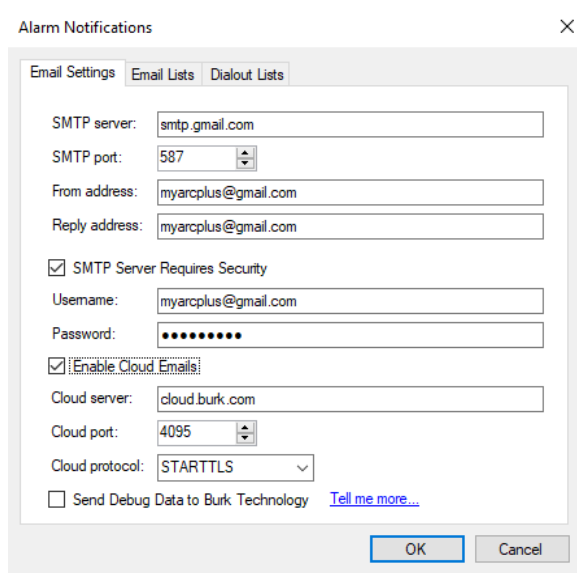 Alarm Notifications
Email Settings Email Lists Dialout Lists
SMTP server: smtp.gmail.com
SMTP port: 587
From address: myarcplus@gmail.com
Reply address: myarcplus@gmail.com
SMTP Server Requires Security
Username: myarcplus@gmail.com
Password: •••••••••
Enable Cloud Emails
Cloud server: cloud.burk.com
Cloud port: 4095
Cloud protocol: STARTTLS
Send Debug Data to Burk Technology Tell me more...
OK Cancel